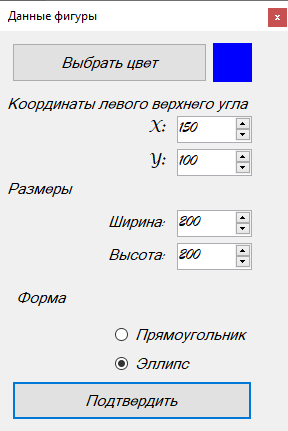 Данные фигуры
x
Выбрать цвет
Координаты левого верхнего угла
X: 150
Y: 100
Размеры
Ширина: 200
Высота: 200
Форма
Прямоугольник
Эллипс
Подтвердить